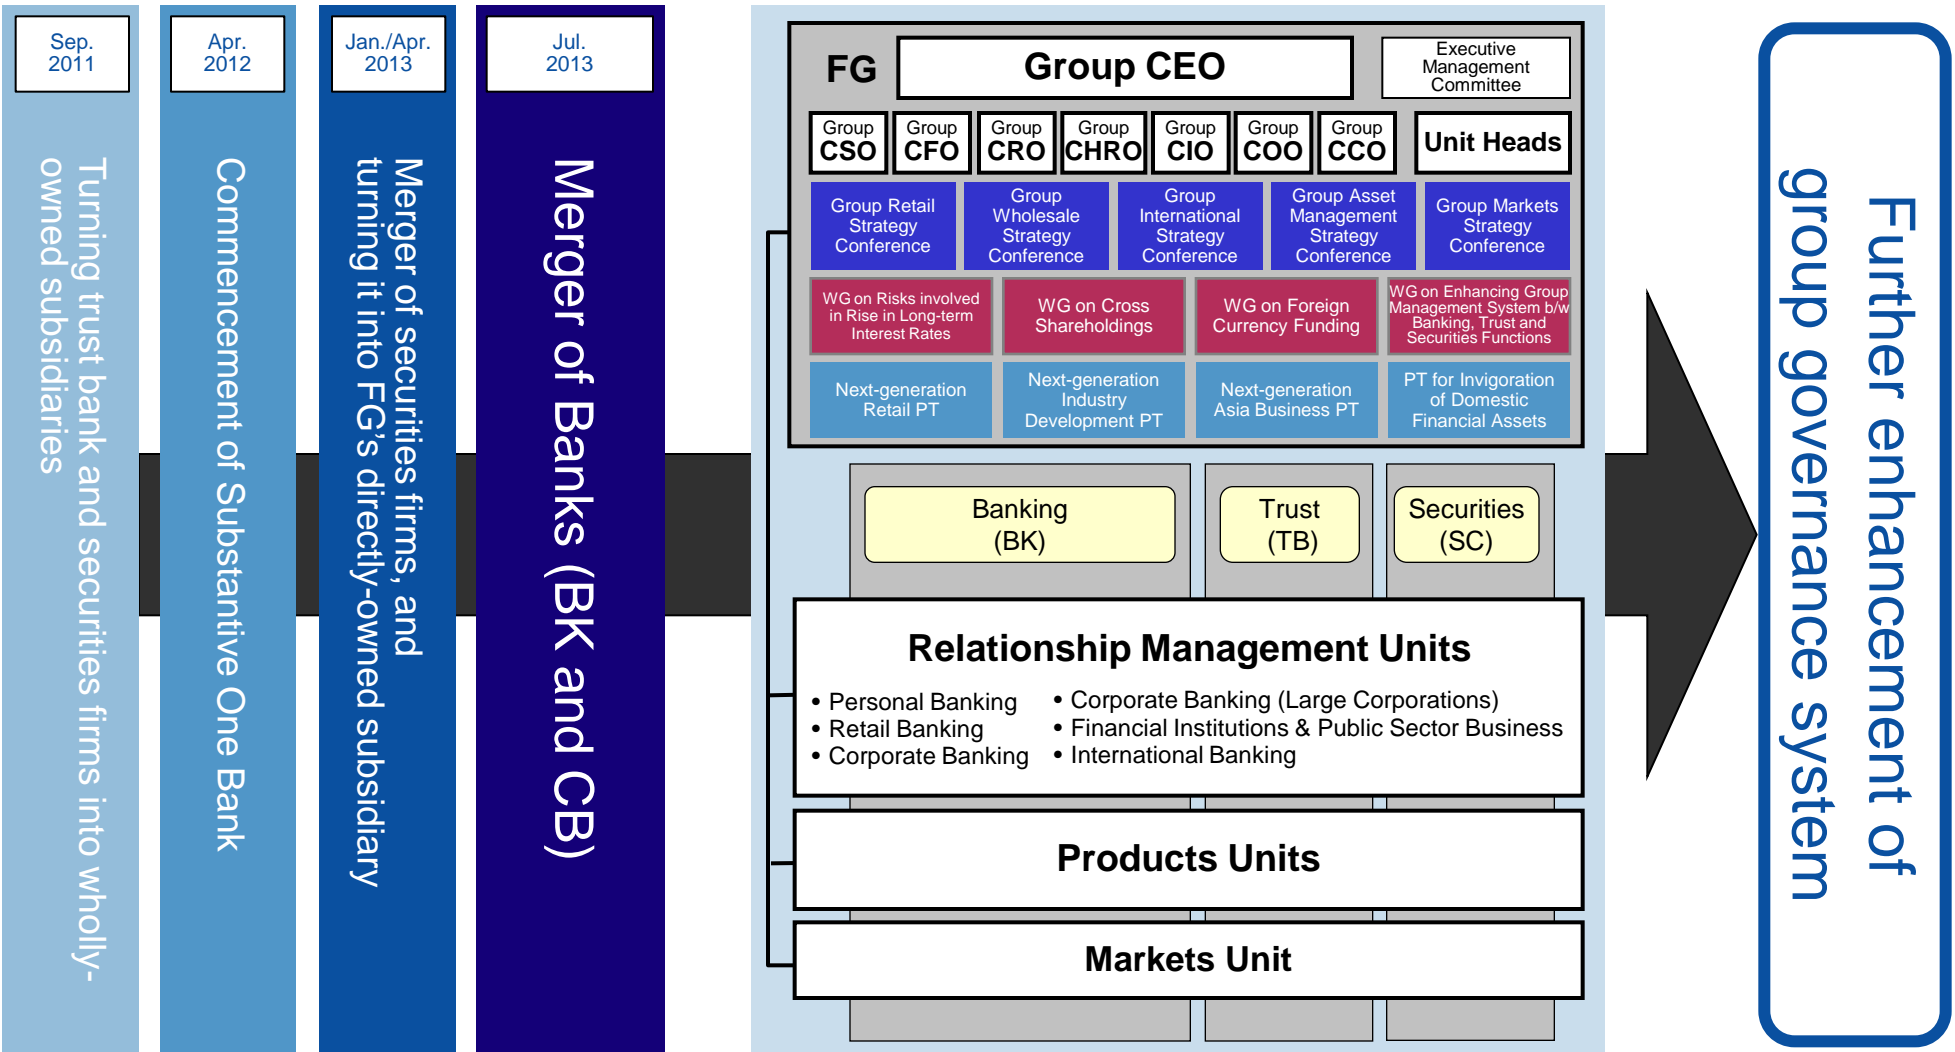 Sep.
2011
Turning trust bank and securities firms into wholly-
owned subsidiaries
Apr.
2012
Commencement of Substantive One Bank
Jan./Apr.
2013
Merger of securities firms, and
turning it into FG's directly-owned subsidiary
Jul.
2013
Merger of Banks (BK and CB)
FG
Group CEO
Executive
Management
Committee
Group
CSO
Group
CFO
Group
CRO
Group
CHRO
Group
CIO
Group
COO
Group
CCO
Unit Heads
Group Retail
Strategy
Conference
Group
Wholesale
Strategy
Conference
Group
International
Strategy
Conference
Group Asset
Management
Strategy
Conference
Group Markets
Strategy
Conference
WG on Risks involved
in Rise in Long-term
Interest Rates
WG on Cross
Shareholdings
WG on Foreign
Currency Funding
WG on Enhancing Group
Management System b/w
Banking, Trust and
Securities Functions
Next-generation
Retail PT
Next-generation
Industry
Development PT
Next-generation
Asia Business PT
PT for Invigoration
of Domestic
Financial Assets
Banking
(BK)
Trust
(TB)
Securities
(SC)
Relationship Management Units
• Personal Banking
• Retail Banking
• Corporate Banking
• Corporate Banking (Large Corporations)
• Financial Institutions & Public Sector Business
• International Banking
Products Units
Markets Unit
Further enhancement of
group governance system